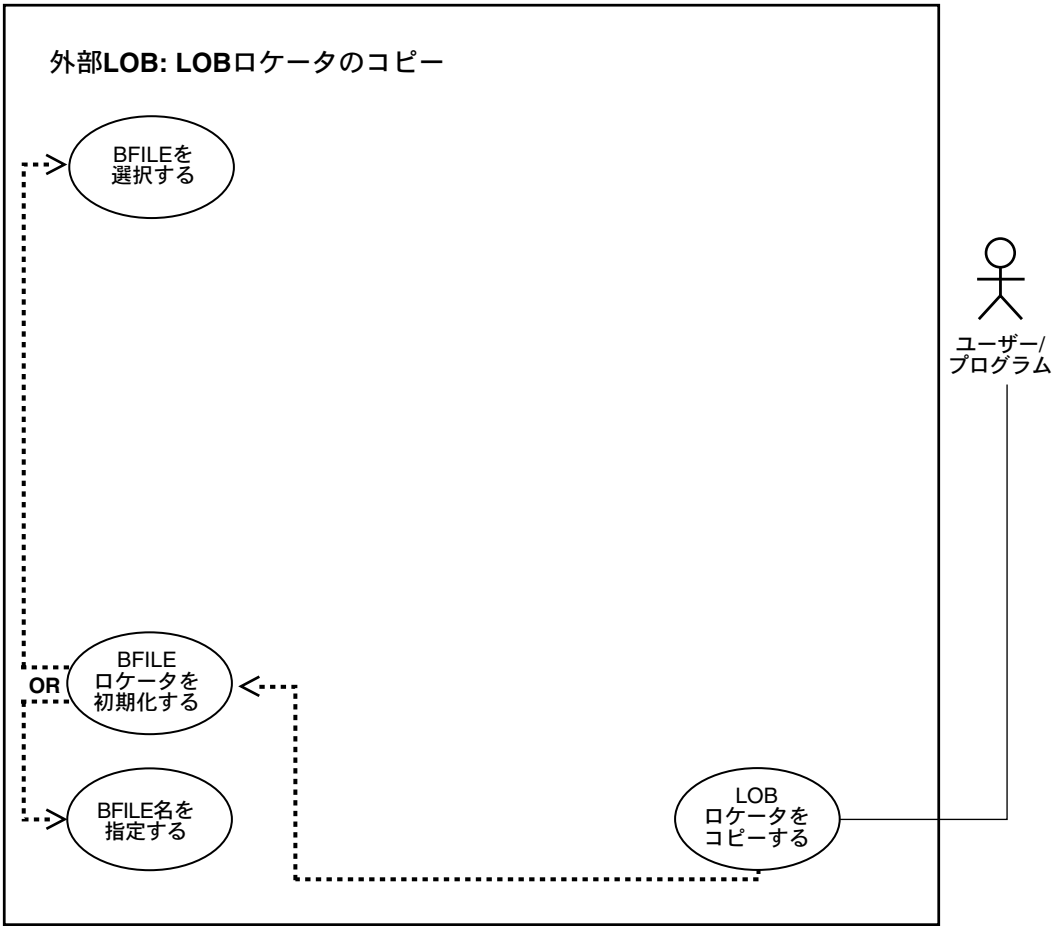 外部LOB: LOBロケータのコピー
BFILEを
選択する
ユーザー/
プログラム
BFILE
ロケータを
初期化する
OR
BFILE名を
指定する
LOB
ロケータを
コピーする